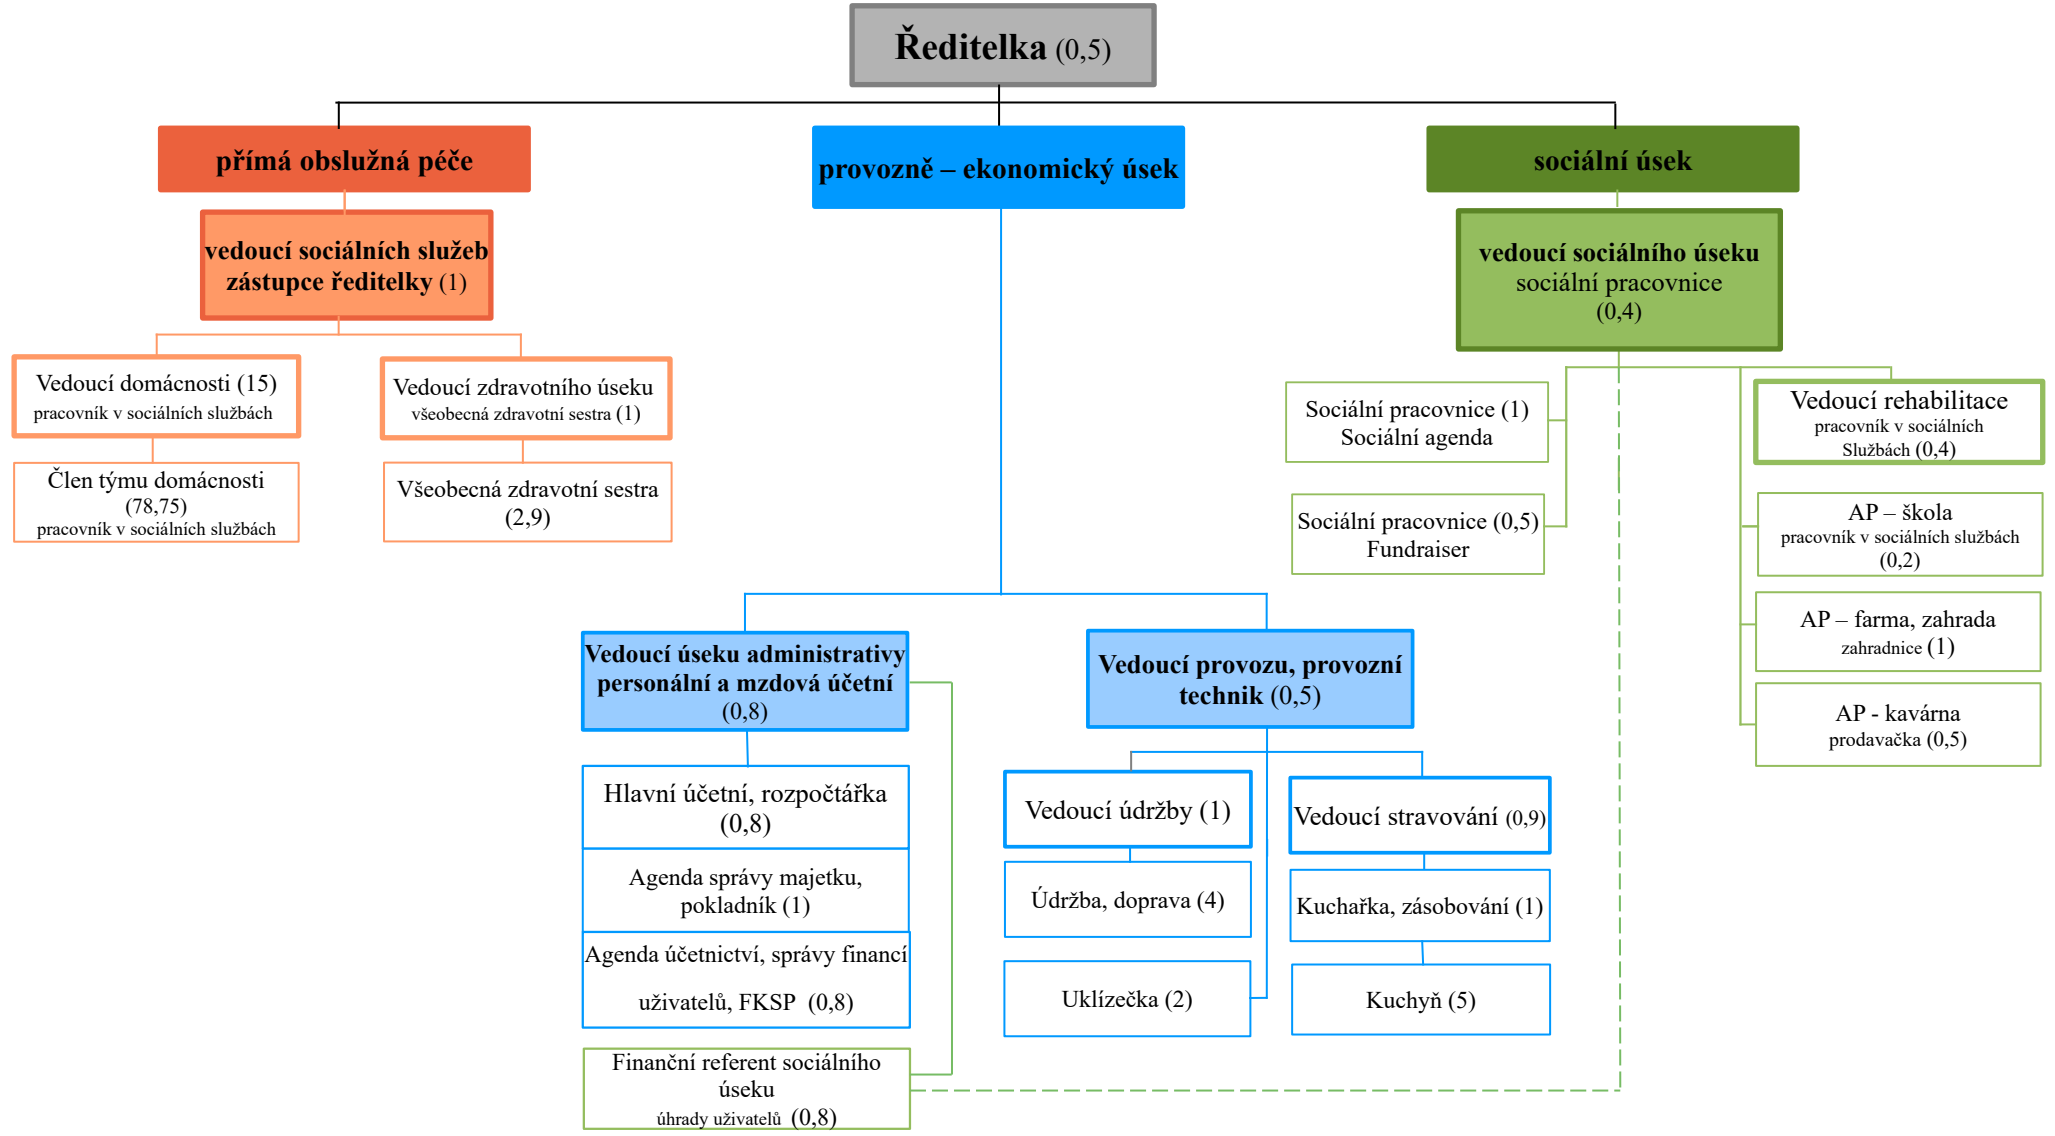 Ředitelka (0,5)
přímá obslužná péče
provozně – ekonomický úsek
sociální úsek
vedoucí sociálních služeb
zástupce ředitelky (1)
vedoucí sociálního úseku
sociální pracovnice
(0,4)
Vedoucí domácnosti (15)
pracovník v sociálních službách
Vedoucí zdravotního úseku
všeobecná zdravotní sestra (1)
Člen týmu domácnosti
(78,75)
pracovník v sociálních službách
Všeobecná zdravotní sestra
(2,9)
Sociální pracovnice (1)
Sociální agenda
Vedoucí rehabilitace
pracovník v sociálních
Službách (0,4)
Sociální pracovnice (0,5)
Fundraiser
AP – škola
pracovník v sociálních službách
(0,2)
AP – farma, zahrada
zahradnice (1)
AP - kavárna
prodavačka (0,5)
Vedoucí úseku administrativy
personální a mzdová účetní
(0,8)
Vedoucí provozu, provozní
technik (0,5)
Hlavní účetní, rozpočtářka
(0,8)
Agenda správy majetku,
pokladník (1)
Agenda účetnictví, správy financí
uživatelů, FKSP (0,8)
Finanční referent sociálního
úseku
úhrady uživatelů (0,8)
Vedoucí údržby (1)
Vedoucí stravování (0,9)
Údržba, doprava (4)
Kuchařka, zásobování (1)
Uklízečka (2)
Kuchyň (5)